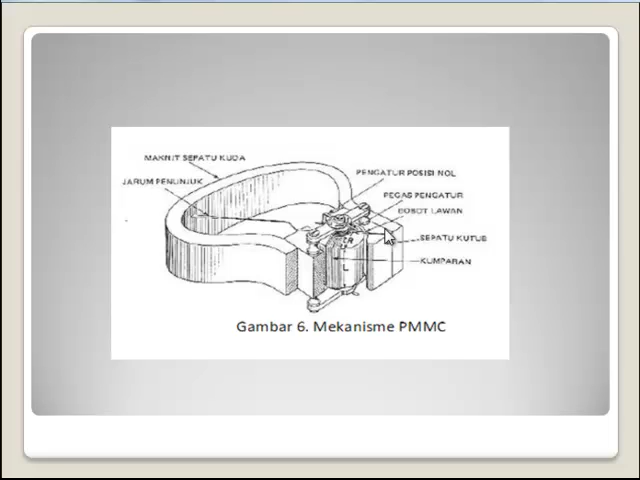 MAKNIT SEPATU KUDA
JARUM PENUNJUK
PENGATUR POSISI NOL
PEGAS PENGATUR
BOBOT LAWAN
SEPATU KUTUB
KUMPARAN
Gambar 6. Mekanisme PMMC